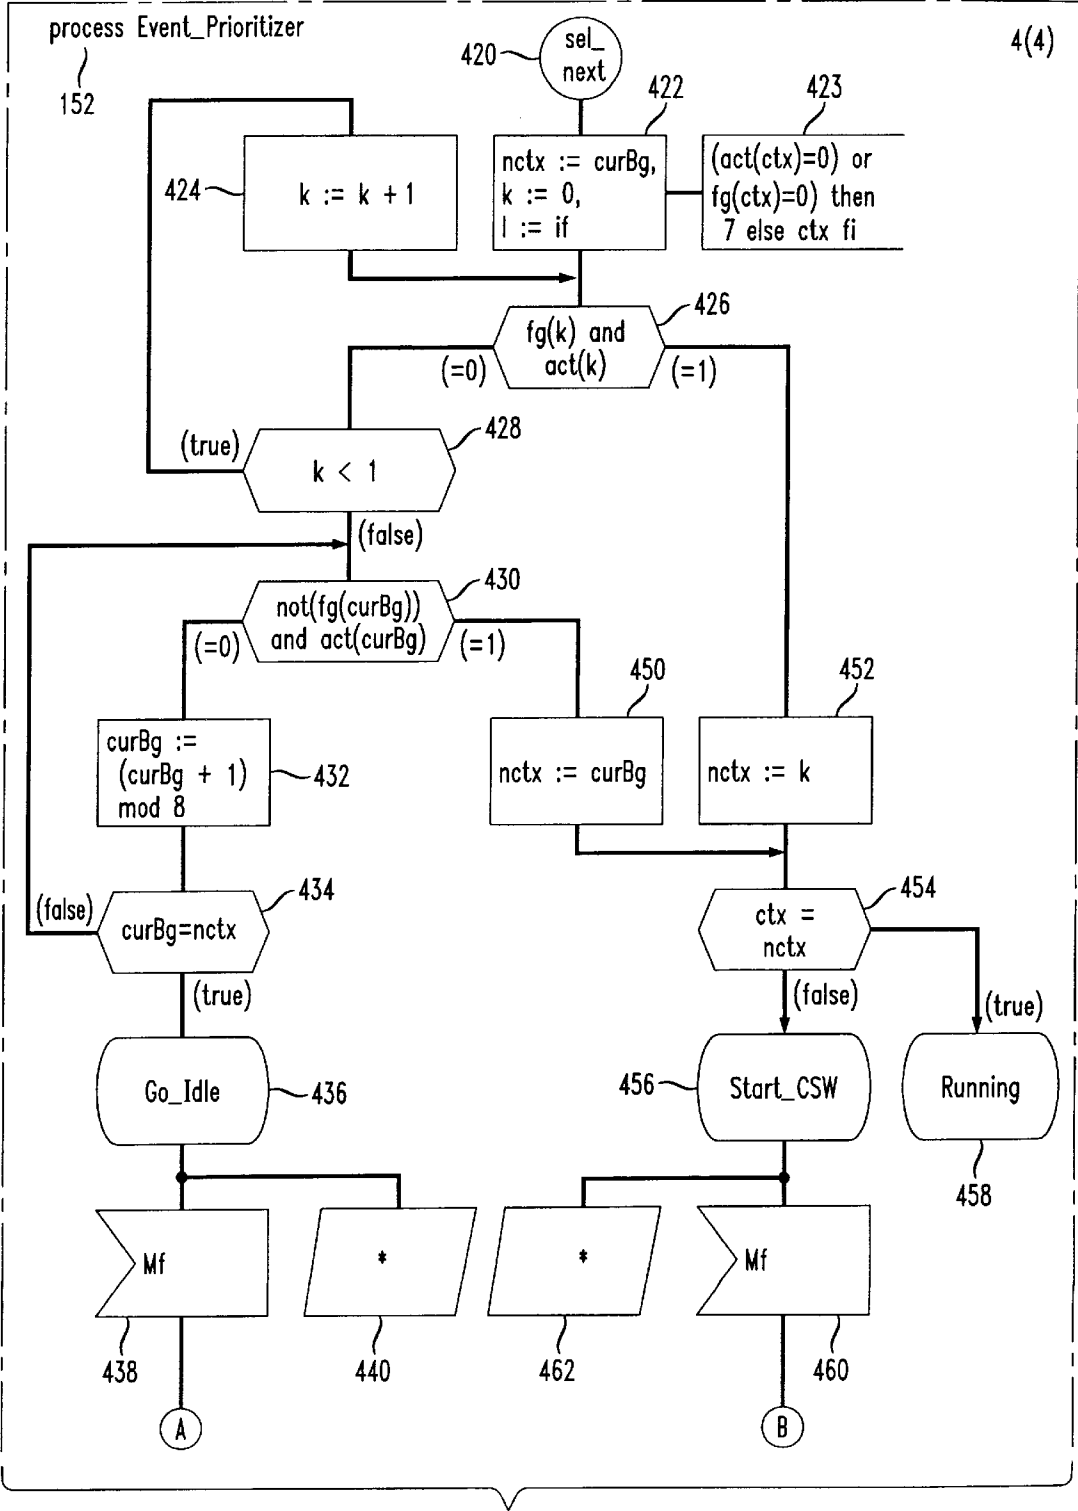 process Event_Prioritizer
4(4)
152
420
sel_
next
422
423
424
k := k + 1
nctx := curBg,
k := 0,
l := if
(act(ctx)=0) or
fg(ctx)=0) then
7 else ctx fi
426
fg(k) and
act(k)
(=0)
(=1)
428
(true)
k < 1
(false)
430
not(fg(curBg))
and act(curBg)
(=0)
(=1)
450
452
curBg :=
(curBg + 1)
mod 8
432
nctx := curBg
nctx := k
434
(false)
curBg=nctx
(true)
454
ctx =
nctx
(false)
(true)
Go_Idle
436
456
Start_CSW
Running
458
Mf
*
*
Mf
438
440
462
460
A
B